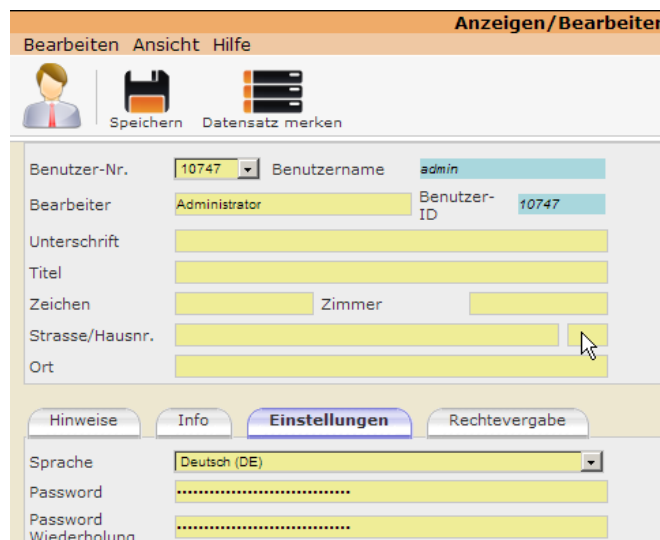 Anzeigen/Bearbeiten
Bearbeiten Ansicht Hilfe
Speichern Datensatz merken
Benutzer-Nr. 10747 Benutzername admin
Bearbeiter Administrator Benutzer-
ID 10747
Unterschrift
Titel
Zeichen Zimmer
Strasse/Hausnr.
Ort
Hinweise Info Einstellungen Rechtevergabe
Sprache Deutsch (DE)
Password ••••••••••••••••••••••••••••••••
Password
Wiederholung ••••••••••••••••••••••••••••••••